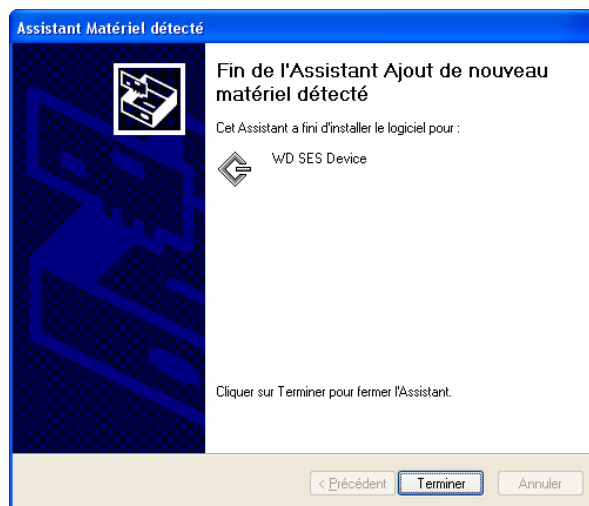 Assistant Matériel détecté
Fin de l'Assistant Ajout de nouveau
matériel détecté
Cet Assistant a fini d'installer le logiciel pour :
WD SES Device
Cliquer sur Terminer pour fermer l'Assistant.
< Précédent
Terminer
Annuler